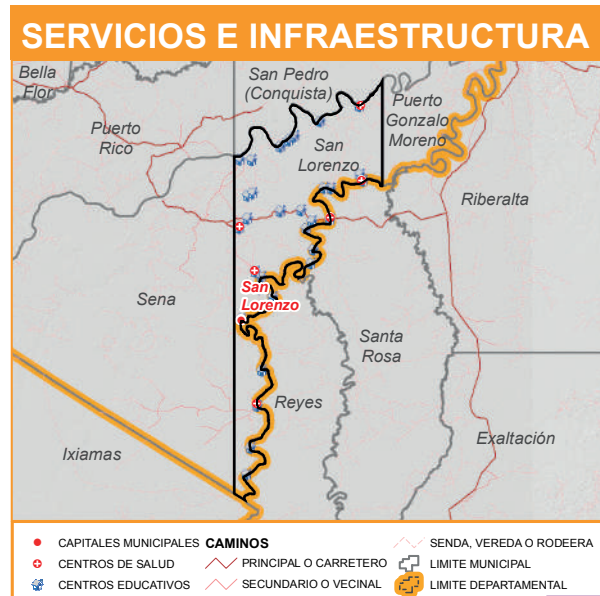 SERVICIOS E INFRAESTRUCTURA
Bella
Flor
San Pedro
(Conquista)
Puerto
Gonzalo
Moreno
Puerto
Rico
San
Lorenzo
Riberalta
Sena
San
Lorenzo
Santa
Rosa
Reyes
Ixiamas
Exaltación
CAPITALES MUNICIPALES
CENTROS DE SALUD
CENTROS EDUCATIVOS
CAMINOS
PRINCIPAL O CARRETERO
SECUNDARIO O VECINAL
SENDA, VEREDA O RODEERA
LIMITE MUNICIPAL
LIMITE DEPARTAMENTAL